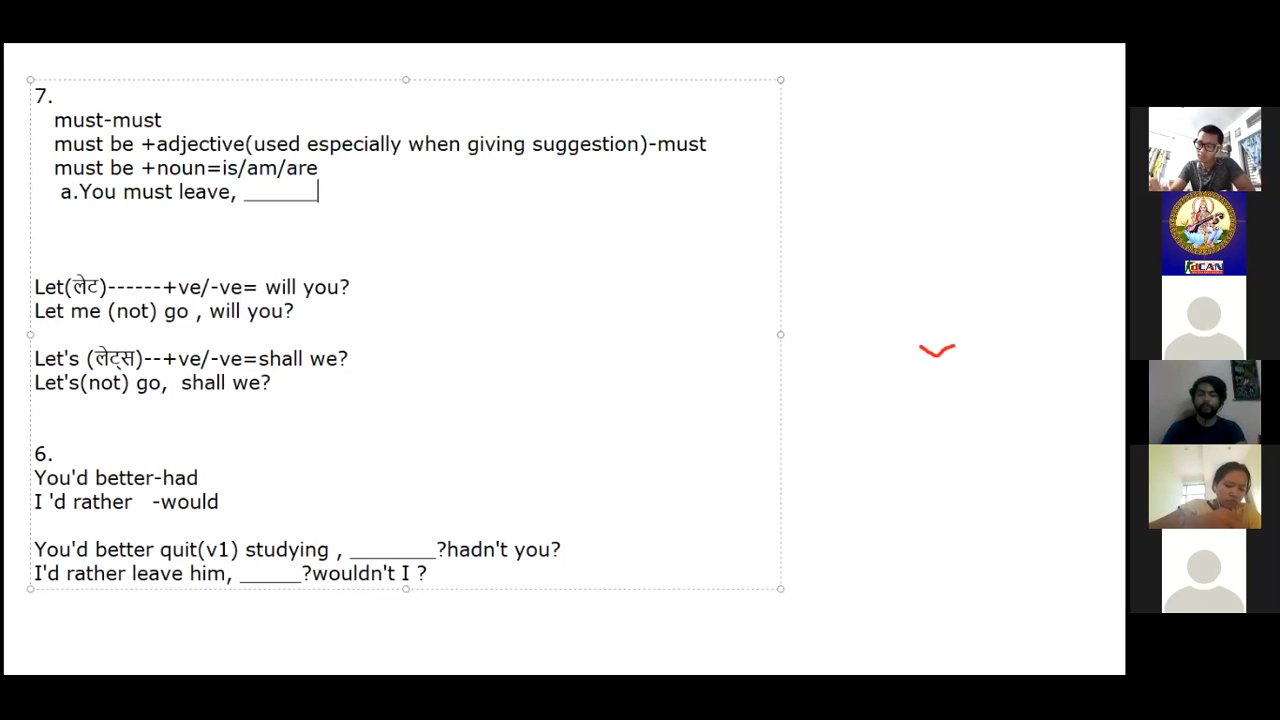 7.
must-must
must be +adjective(used especially when giving suggestion)-must
must be +noun=is/am/are
a.You must leave, _______
Let(लेट)------+ve/-ve= will you?
Let me (not) go , will you?
Let's (लेट्स)--+ve/-ve=shall we?
Let's(not) go,  shall we?
6.
You'd better-had
I 'd rather   -would
You'd better quit(v1) studying , ________?hadn't you?
I'd rather leave him, ______?wouldn't I ?